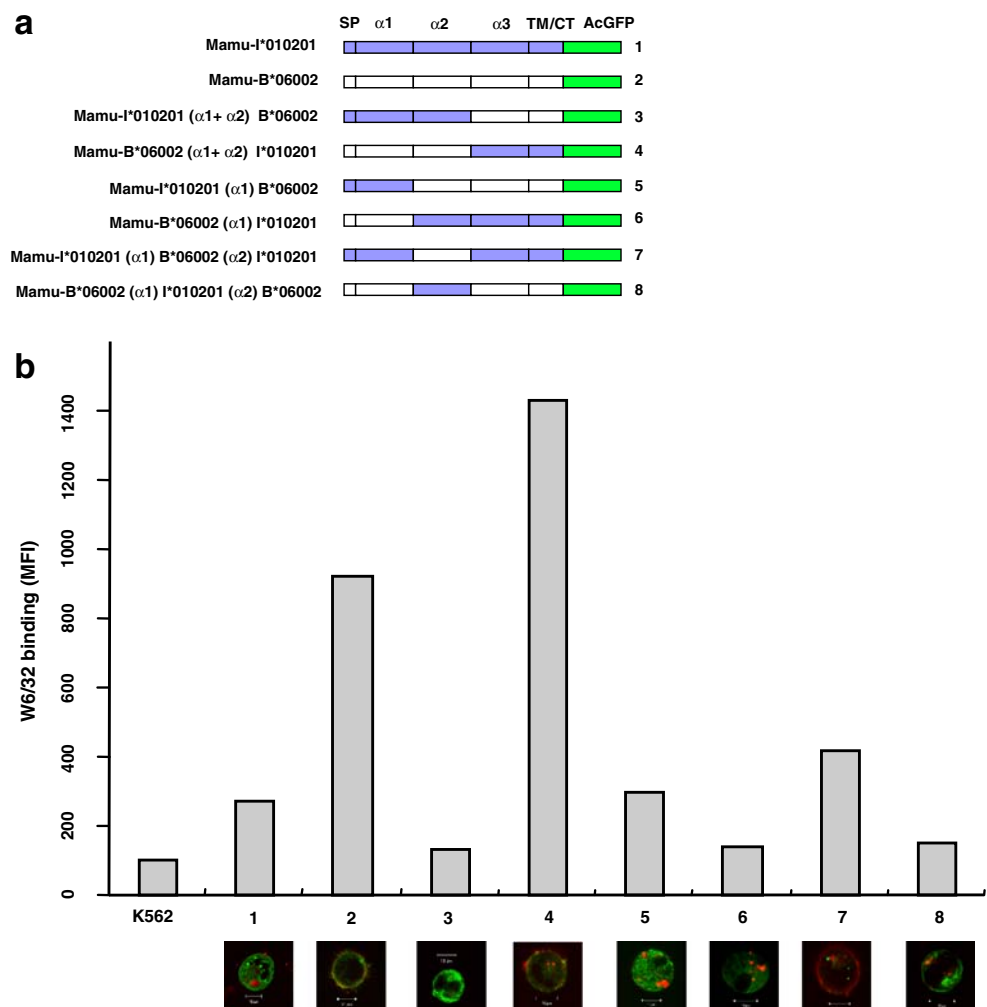 a
SP α1 α2 α3 TM/CT AcGFP
Mamu-I*010201 1
Mamu-B*06002 2
Mamu-I*010201 (α1+ α2) B*06002 3
Mamu-B*06002 (α1+ α2) I*010201 4
Mamu-I*010201 (α1) B*06002 5
Mamu-B*06002 (α1) I*010201 6
Mamu-I*010201 (α1) B*06002 (α2) I*010201 7
Mamu-B*06002 (α1) I*010201 (α2) B*06002 8
b
W6/32 binding (MFI)
1400
1200
1000
800
600
400
200
0
K562 1 2 3 4 5 6 7 8